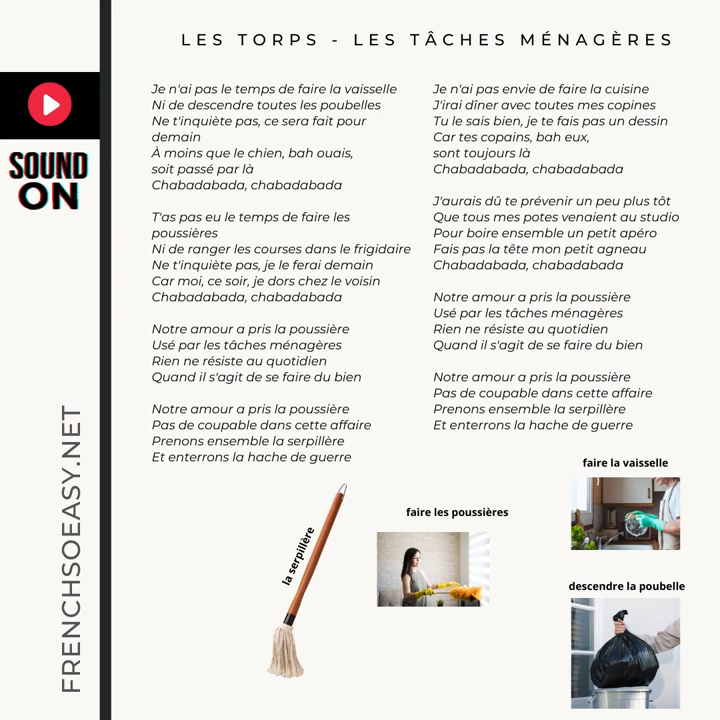 LES TORPS - LES TÂCHES MÉNAGÈRES
SOUND
ON
FRENCHSOEASY.NET
Je n'ai pas le temps de faire la vaisselle
Ni de descendre toutes les poubelles
Ne t'inquiète pas, ce sera fait pour
demain
À moins que le chien, bah ouais,
soit passé par là
Chabadabada, chabadabada
T'as pas eu le temps de faire les
poussières
Ni de ranger les courses dans le frigidaire
Ne t'inquiète pas, je le ferai demain
Car moi, ce soir, je dors chez le voisin
Chabadabada, chabadabada
Notre amour a pris la poussière
Usé par les tâches ménagères
Rien ne résiste au quotidien
Quand il s'agit de se faire du bien
Notre amour a pris la poussière
Pas de coupable dans cette affaire
Prenons ensemble la serpillère
Et enterrons la hache de guerre
Je n'ai pas envie de faire la cuisine
J'irai dîner avec toutes mes copines
Tu le sais bien, je te fais pas un dessin
Car tes copains, bah eux,
sont toujours là
Chabadabada, chabadabada
J'aurais dû te prévenir un peu plus tôt
Que tous mes potes venaient au studio
Pour boire ensemble un petit apéro
Fais pas la tête mon petit agneau
Chabadabada, chabadabada
Notre amour a pris la poussière
Usé par les tâches ménagères
Rien ne résiste au quotidien
Quand il s'agit de se faire du bien
Notre amour a pris la poussière
Pas de coupable dans cette affaire
Prenons ensemble la serpillère
Et enterrons la hache de guerre
la serpillère
faire les poussières
faire la vaisselle
descendre la poubelle